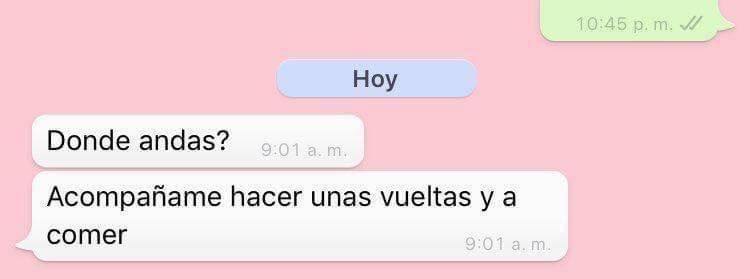 10:45 p. m.
Hoy
Donde andas?
9:01 a. m.
Acompañame hacer unas vueltas y a
comer
9:01 a. m.